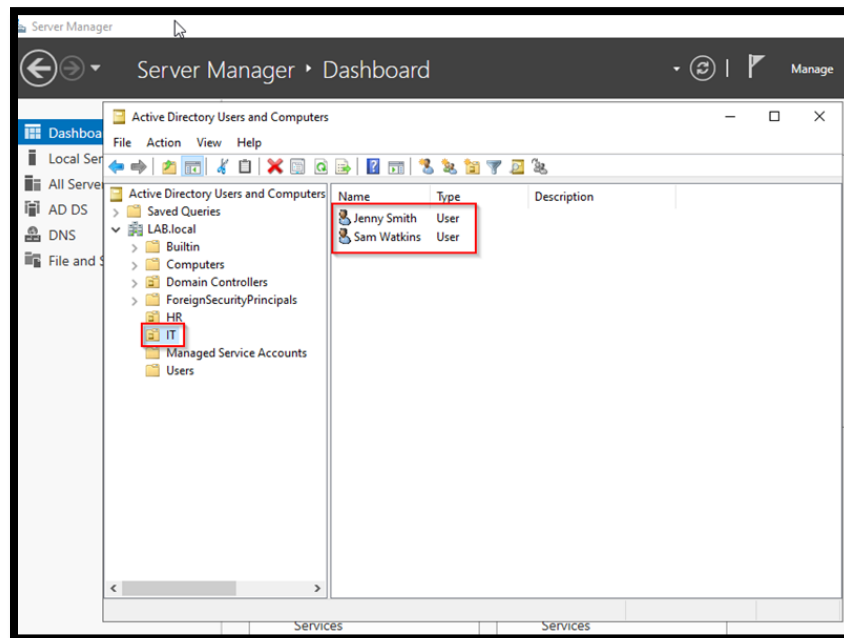 Server Manager
Server Manager • Dashboard
Manage
Active Directory Users and Computers
File Action View Help
Dashboa
Local Ser
All Server
AD DS
DNS
File and S
Active Directory Users and Computers
Saved Queries
LAB.local
Builtin
Computers
Domain Controllers
ForeignSecurityPrincipals
HR
IT
Managed Service Accounts
Users
Name Type Description
Jenny Smith User
Sam Watkins User
Services Services